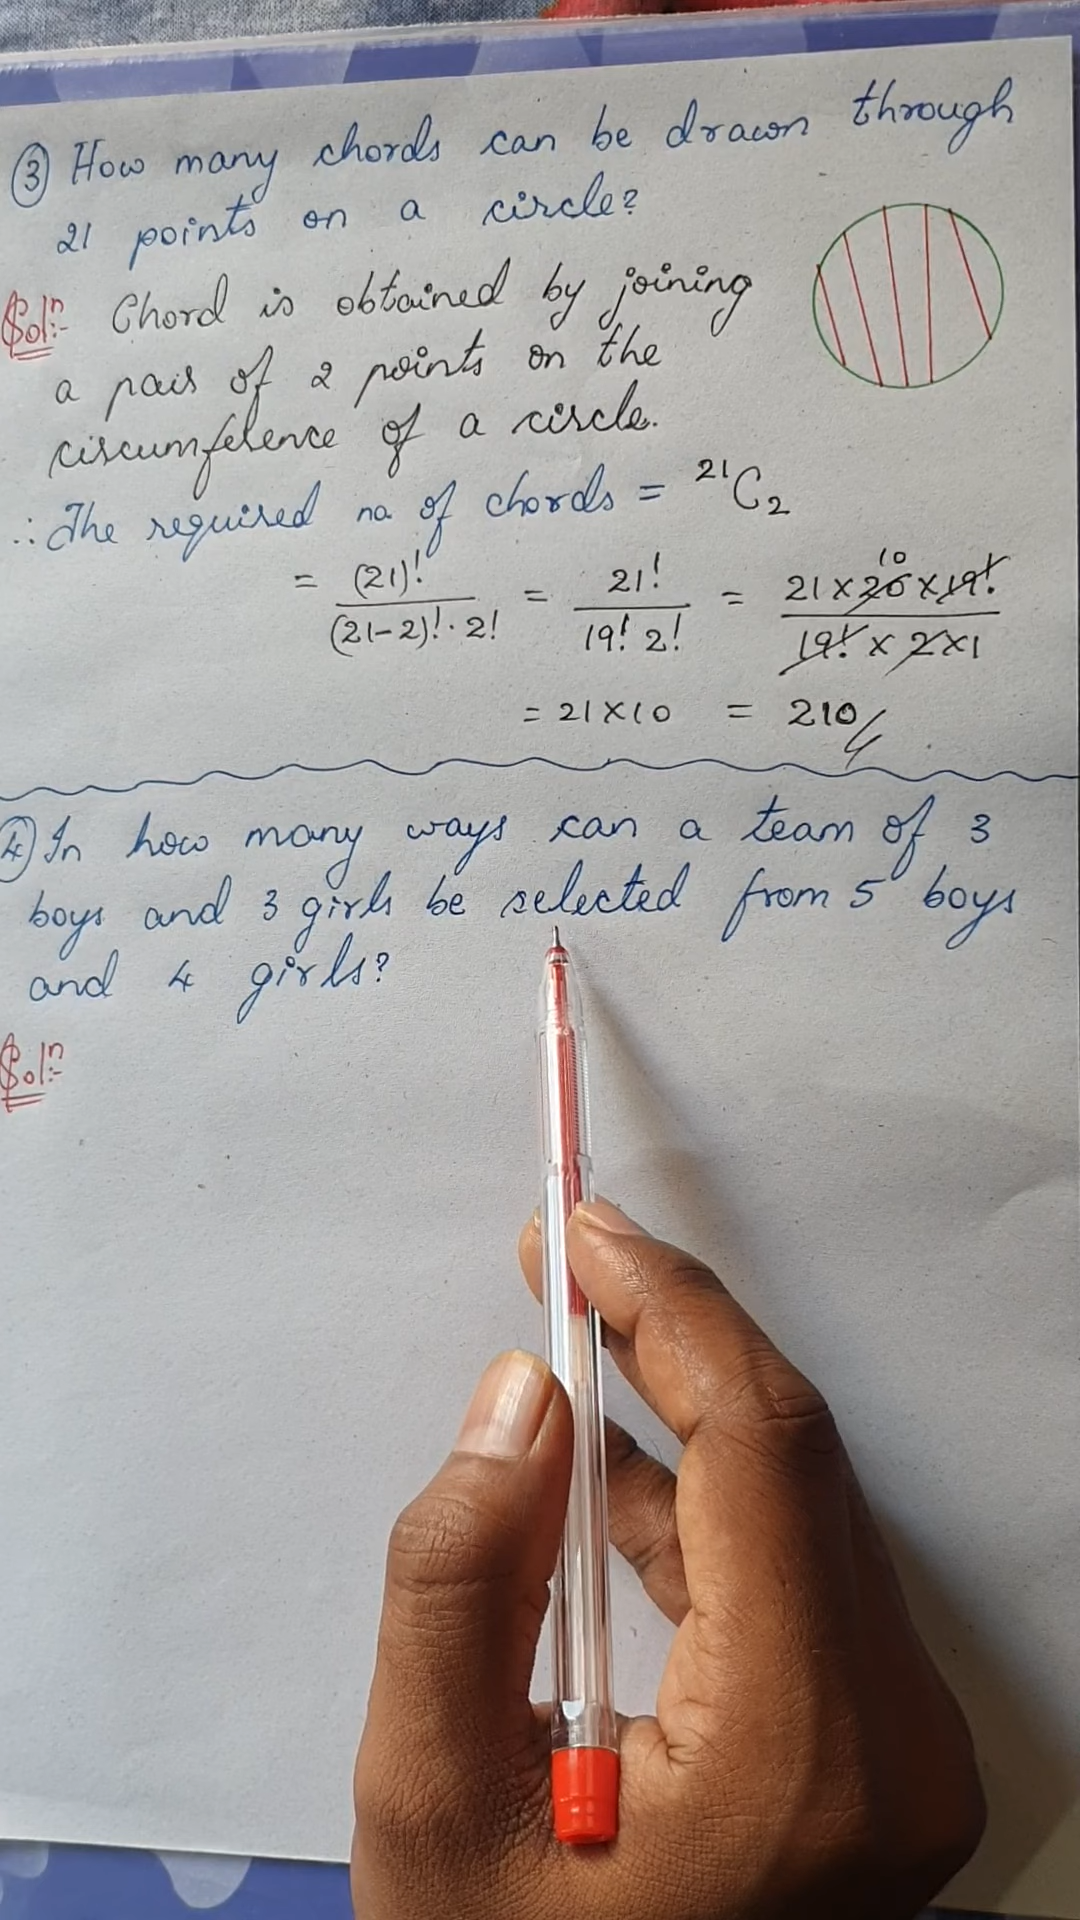 ③ How many chords can be drawn through
21 points on a circle?
Solⁿ:- Chord is obtained by joining
a pair of 2 points on the
circumference of a circle.
∴ The required no. of chords = ²¹C₂
= (21)! / (21-2)! · 2! = 21! / 19! 2! = 21 × 20 × 19! / 19! × 2 × 1 10
= 21 × 10 = 210//
④ In how many ways can a team of 3
boys and 3 girls be selected from 5 boys
and 4 girls?
Solⁿ:-